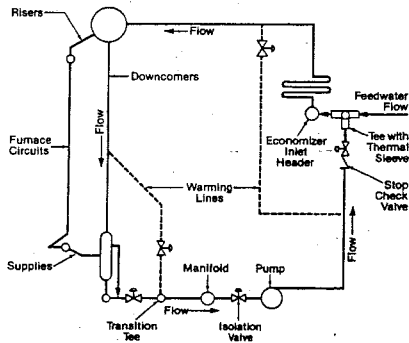 Risers
Flow
Downcomers
Feedwater
Flow
Flow
Economizer
Inlet
Header
Tee with
Thermal
Sleeve
Furnace
Circuits
Stop
Check
Valve
Warming
Lines
Flow
Supplies
Manifold
Pump
Transition
Tee
Flow
Isolation
Valve